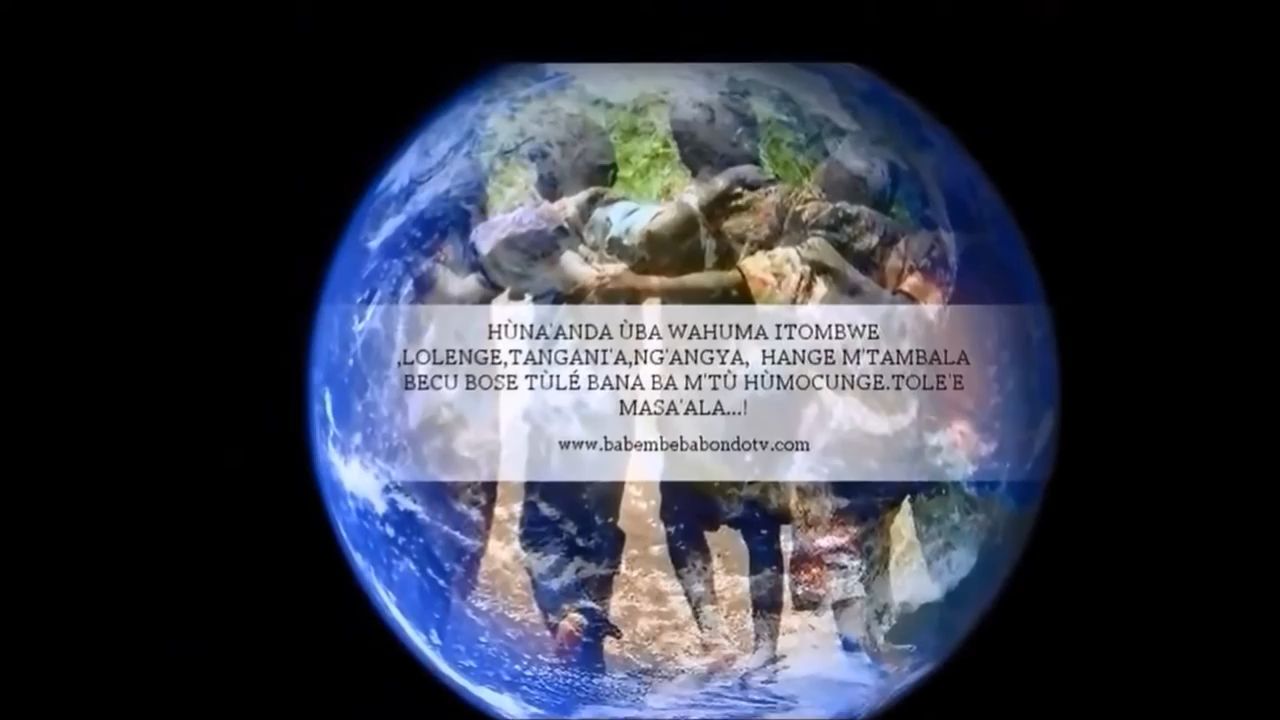 HÙNA'ANDA ÙBA WAHUMA ITOMBWE
,LOLENGE,TANGANI'A,NG'ANGYA, HANGE M'TAMBALA
BECU BOSE TÙLÉ BANA BA M'TÙ HÙMOCUNGE.TOLE'E
MASA'ALA...!
www.babembebabondotv.com